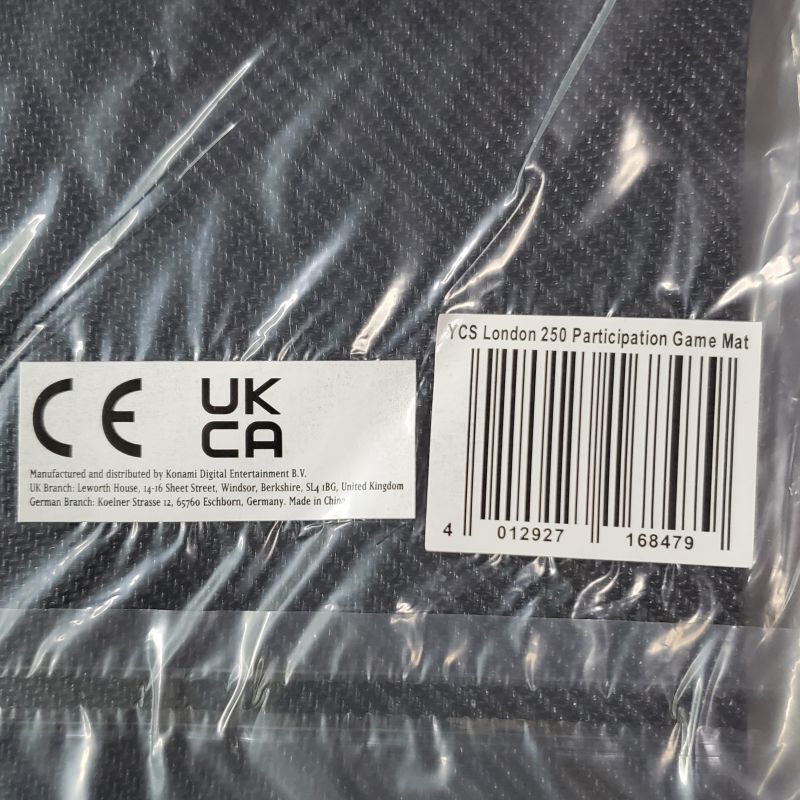 CE
UK
CA
Manufactured and distributed by Konami Digital Entertainment B.V.
UK Branch: Leworth House, 14-16 Sheet Street, Windsor, Berkshire, SL4 1BG, United Kingdom
German Branch: Koelner Strasse 12, 65760 Eschborn, Germany. Made in China
YCS London 250 Participation Game Mat
4 012927 168479